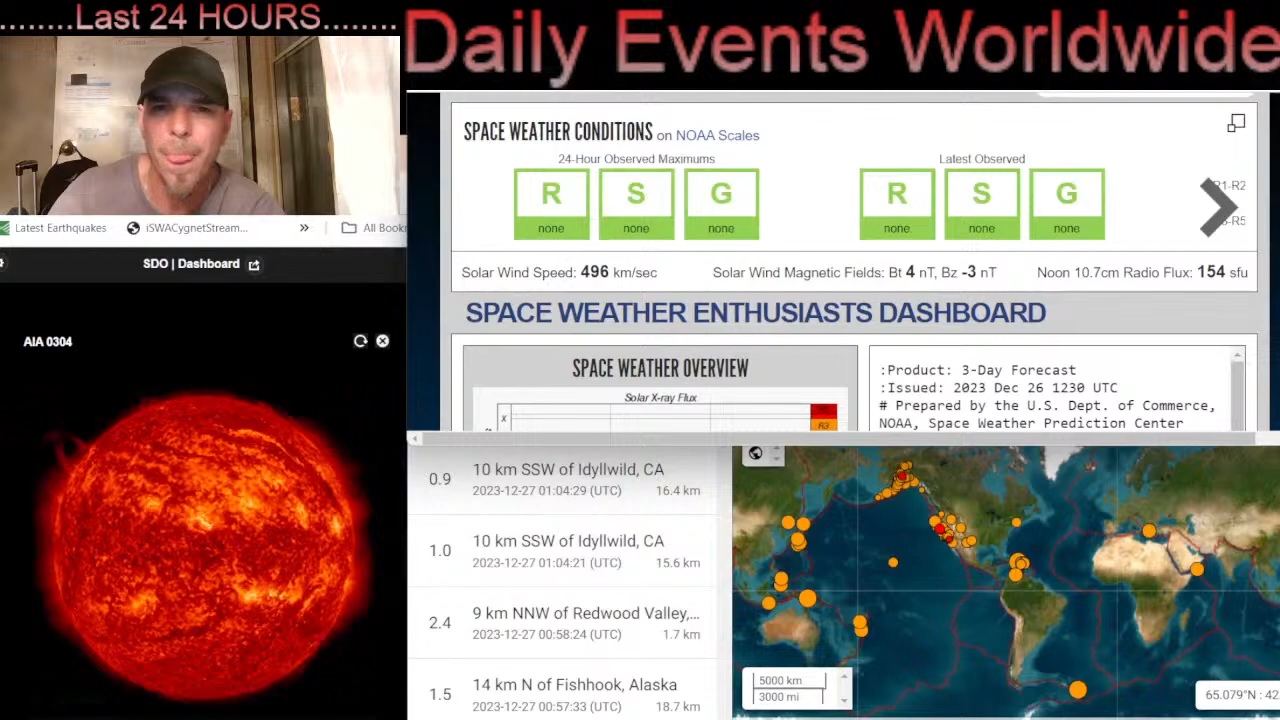 ........Last 24 HOURS........
Daily Events Worldwide
Latest Earthquakes
iSWACygnetStream...
»
All Book
SDO | Dashboard
AIA 0304
SPACE WEATHER CONDITIONS on NOAA Scales
24-Hour Observed Maximums
Latest Observed
R S G
none none none
R S G
none none none
R1-R2
-R5
Solar Wind Speed: 496 km/sec
Solar Wind Magnetic Fields: Bt 4 nT, Bz -3 nT
Noon 10.7cm Radio Flux: 154 sfu
SPACE WEATHER ENTHUSIASTS DASHBOARD
SPACE WEATHER OVERVIEW
Solar X-ray Flux
X
R3
:Product: 3-Day Forecast
:Issued: 2023 Dec 26 1230 UTC
# Prepared by the U.S. Dept. of Commerce,
NOAA, Space Weather Prediction Center
0.9
10 km SSW of Idyllwild, CA
2023-12-27 01:04:29 (UTC) 16.4 km
1.0
10 km SSW of Idyllwild, CA
2023-12-27 01:04:21 (UTC) 15.6 km
2.4
9 km NNW of Redwood Valley,...
2023-12-27 00:58:24 (UTC) 1.7 km
1.5
14 km N of Fishhook, Alaska
2023-12-27 00:57:33 (UTC) 18.7 km
5000 km
3000 mi
65.079°N : 42